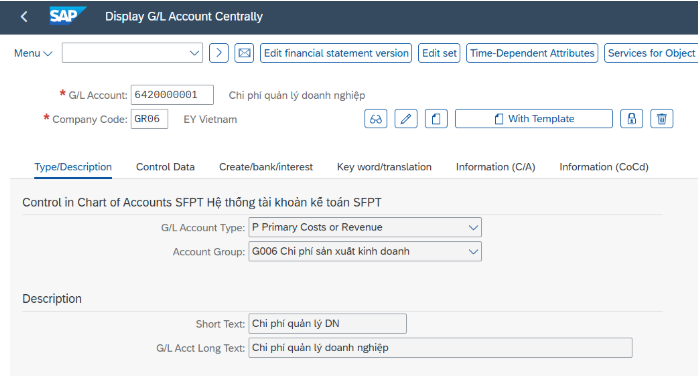 SAP Display G/L Account Centrally
Menu Edit financial statement version Edit set Time-Dependent Attributes Services for Object
* G/L Account: 6420000001 Chi phí quản lý doanh nghiệp
* Company Code: GR06 EY Vietnam With Template
Type/Description Control Data Create/bank/interest Key word/translation Information (C/A) Information (CoCd)
Control in Chart of Accounts SFPT Hệ thống tài khoản kế toán SFPT
G/L Account Type: P Primary Costs or Revenue
Account Group: G006 Chi phí sản xuất kinh doanh
Description
Short Text: Chi phí quản lý DN
G/L Acct Long Text: Chi phí quản lý doanh nghiệp